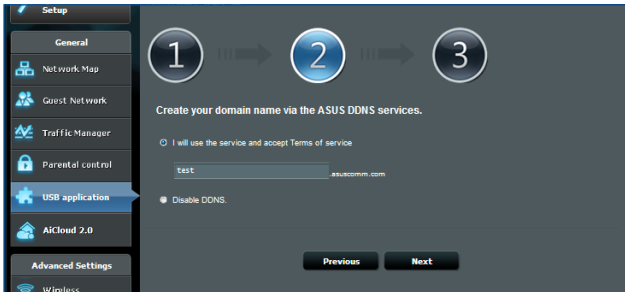 Setup
General
Network Map
Guest Network
Traffic Manager
Parental control
USB application
AiCloud 2.0
Advanced Settings
Wireless
1
2
3
Create your domain name via the ASUS DDNS services.
I will use the service and accept Terms of service
test .asuscomm.com
Disable DDNS.
Previous Next